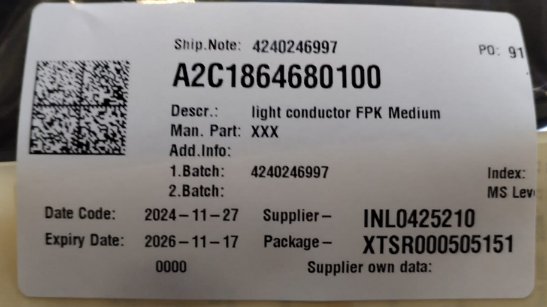 Ship.Note: 4240246997 PO: 91
A2C1864680100
Descr.: light conductor FPK Medium
Man. Part: XXX
Add.Info:
1.Batch: 4240246997 Index:
2.Batch: MS Lev
Date Code: 2024-11-27 Supplier- INL0425210
Expiry Date: 2026-11-17 Package- XTSR000505151
0000 Supplier own data: